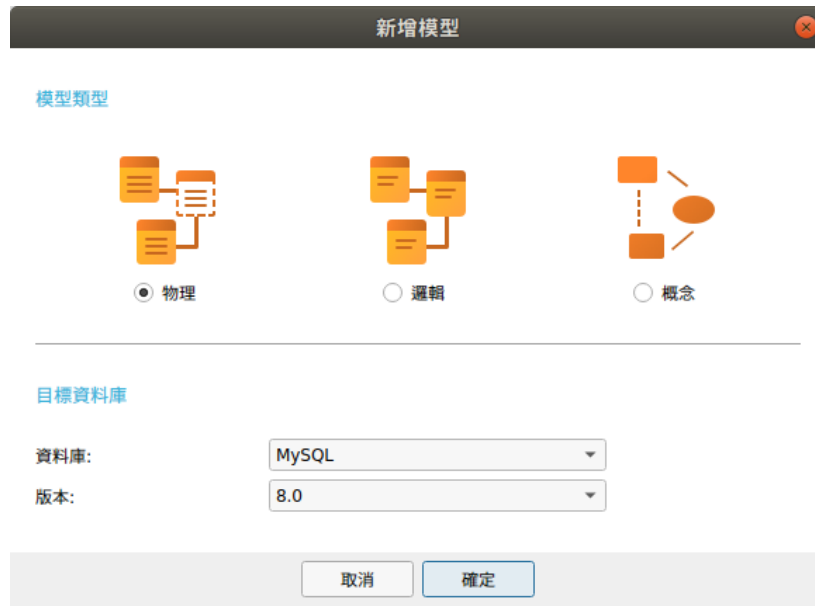 新增模型
模型類型
物理
邏輯
概念
目標資料庫
資料庫: MySQL
版本: 8.0
取消 確定